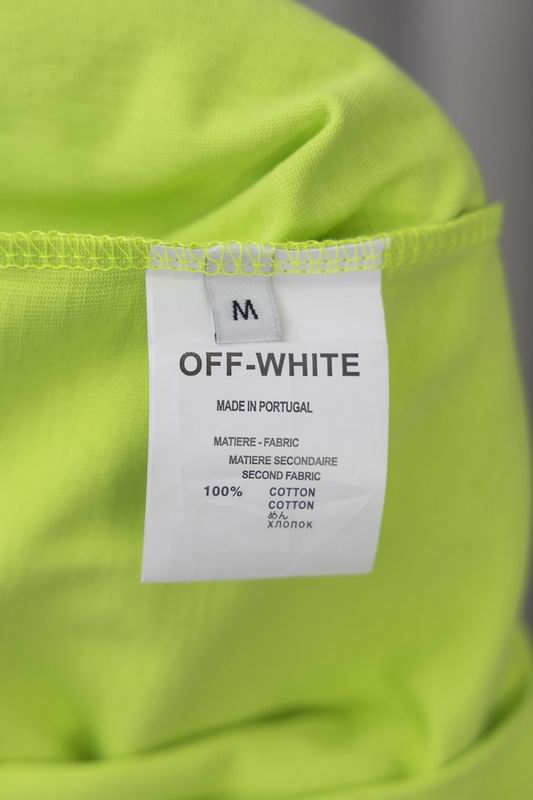 M
OFF-WHITE
MADE IN PORTUGAL
MATIERE - FABRIC
MATIERE SECONDAIRE
SECOND FABRIC
100% COTTON
COTTON
めん
ХЛОПОК